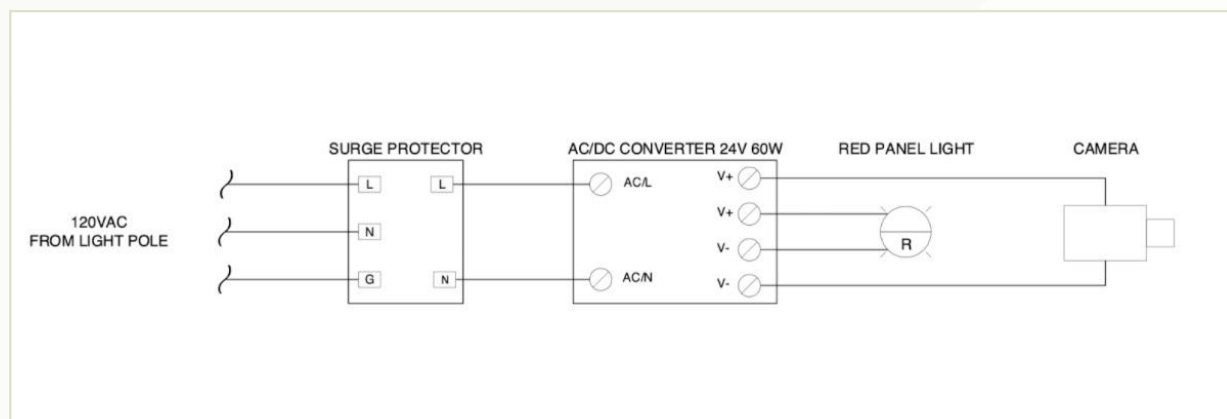 SURGE PROTECTOR
AC/DC CONVERTER 24V 60W
RED PANEL LIGHT
CAMERA
120VAC
FROM LIGHT POLE
L
N
G
L
N
AC/L
AC/N
V+
V+
V-
V-
R